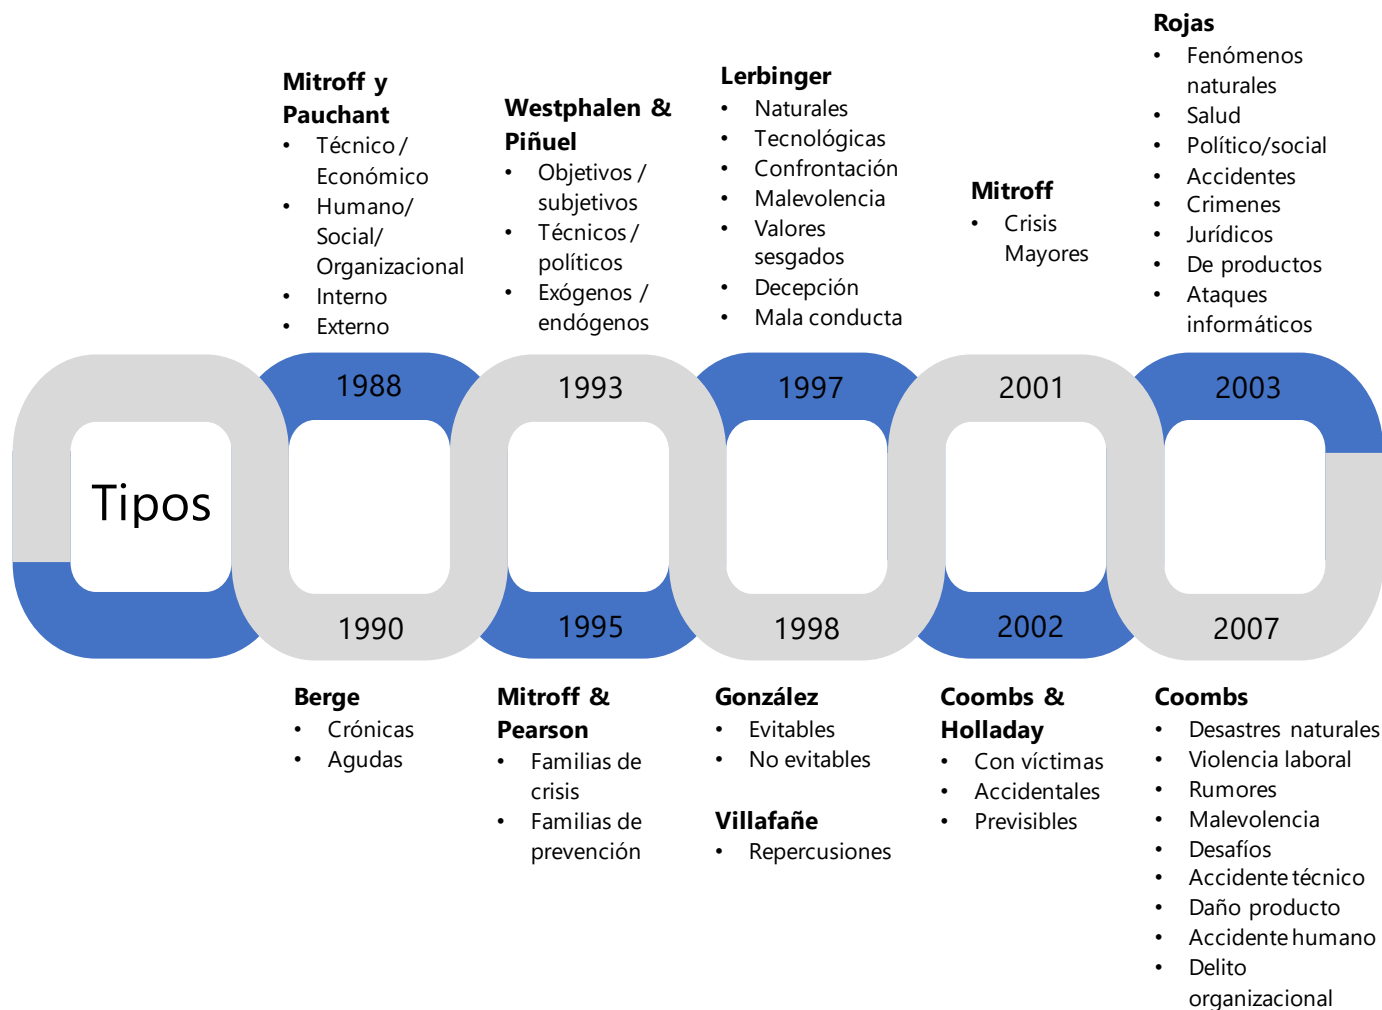 Mitroff y
Pauchant
• Técnico /
Económico
• Humano/
Social/
Organizacional
• Interno
• Externo
Westphalen &
Piñuel
• Objetivos /
subjetivos
• Técnicos /
políticos
• Exógenos /
endógenos
Lerbinger
• Naturales
• Tecnológicas
• Confrontación
• Malevolencia
• Valores
sesgados
• Decepción
• Mala conducta
Mitroff
• Crisis
Mayores
Rojas
• Fenómenos
naturales
• Salud
• Político/social
• Accidentes
• Crimenes
• Jurídicos
• De productos
• Ataques
informáticos
1988
1993
1997
2001
2003
Tipos
1990
1995
1998
2002
2007
Berge
• Crónicas
• Agudas
Mitroff &
Pearson
• Familias de
crisis
• Familias de
prevención
González
• Evitables
• No evitables
Villafañe
• Repercusiones
Coombs &
Holladay
• Con víctimas
• Accidentales
• Previsibles
Coombs
• Desastres naturales
• Violencia laboral
• Rumores
• Malevolencia
• Desafíos
• Accidente técnico
• Daño producto
• Accidente humano
• Delito
organizacional